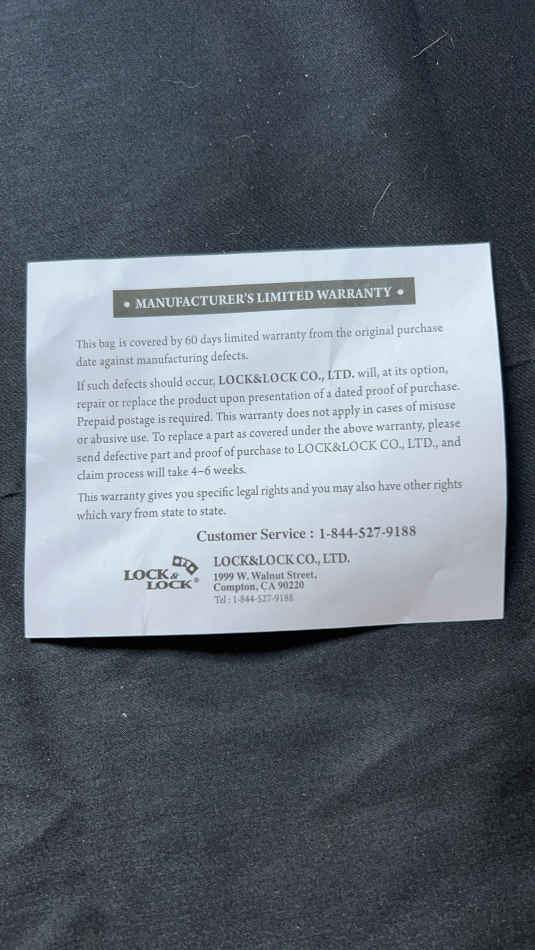 • MANUFACTURER'S LIMITED WARRANTY •
This bag is covered by 60 days limited warranty from the original purchase
date against manufacturing defects.
If such defects should occur, LOCK&LOCK CO., LTD. will, at its option,
repair or replace the product upon presentation of a dated proof of purchase.
Prepaid postage is required. This warranty does not apply in cases of misuse
or abusive use. To replace a part as covered under the above warranty, please
send defective part and proof of purchase to LOCK&LOCK CO., LTD., and
claim process will take 4–6 weeks.
This warranty gives you specific legal rights and you may also have other rights
which vary from state to state.
Customer Service : 1-844-527-9188
LOCK&
LOCK®
LOCK&LOCK CO., LTD.
1999 W. Walnut Street,
Compton, CA 90220
Tel : 1-844-527-9188